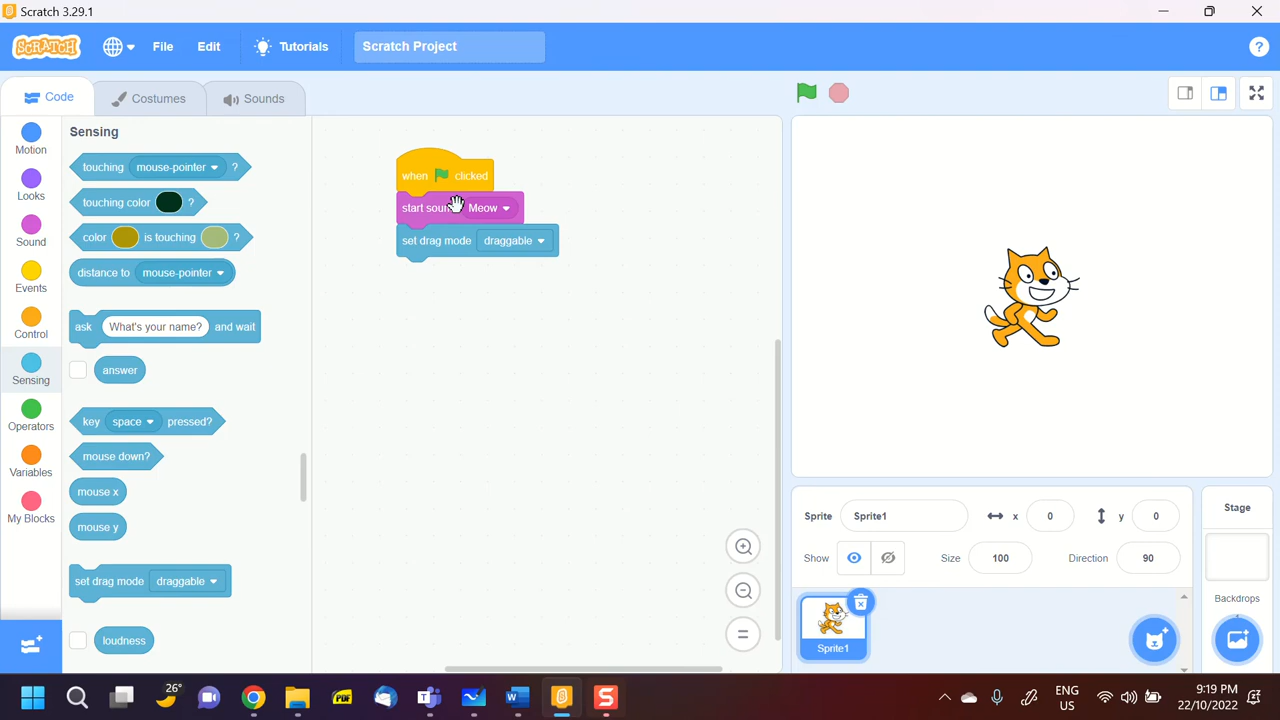 Scratch 3.29.1
SCRATCH
File
Edit
Tutorials
Scratch Project
?
Code
Costumes
Sounds
Motion
Looks
Sound
Events
Control
Sensing
Operators
Variables
My Blocks
Sensing
touching mouse-pointer ?
touching color ?
color is touching ?
distance to mouse-pointer
ask What's your name? and wait
answer
key space pressed?
mouse down?
mouse x
mouse y
set drag mode draggable
loudness
when clicked
start soun Meow
set drag mode draggable
Sprite Sprite1 x 0 y 0
Show Size 100 Direction 90
Sprite1
Stage
Backdrops
26°
PDF
ENG
US
9:19 PM
22/10/2022